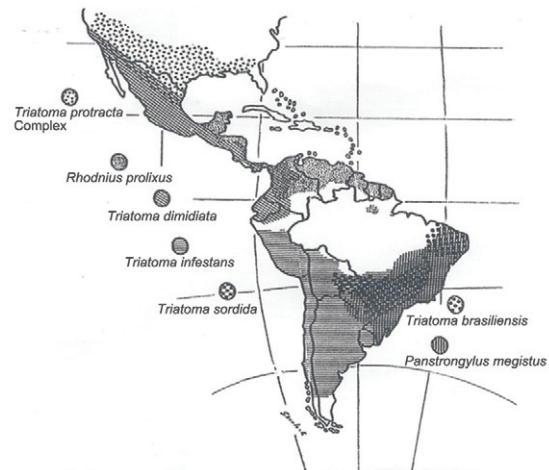 Triatoma protracta
Complex
Rhodnius prolixus
Triatoma dimidiata
Triatoma infestans
Triatoma sordida
Triatoma brasiliensis
Panstrongylus megistus